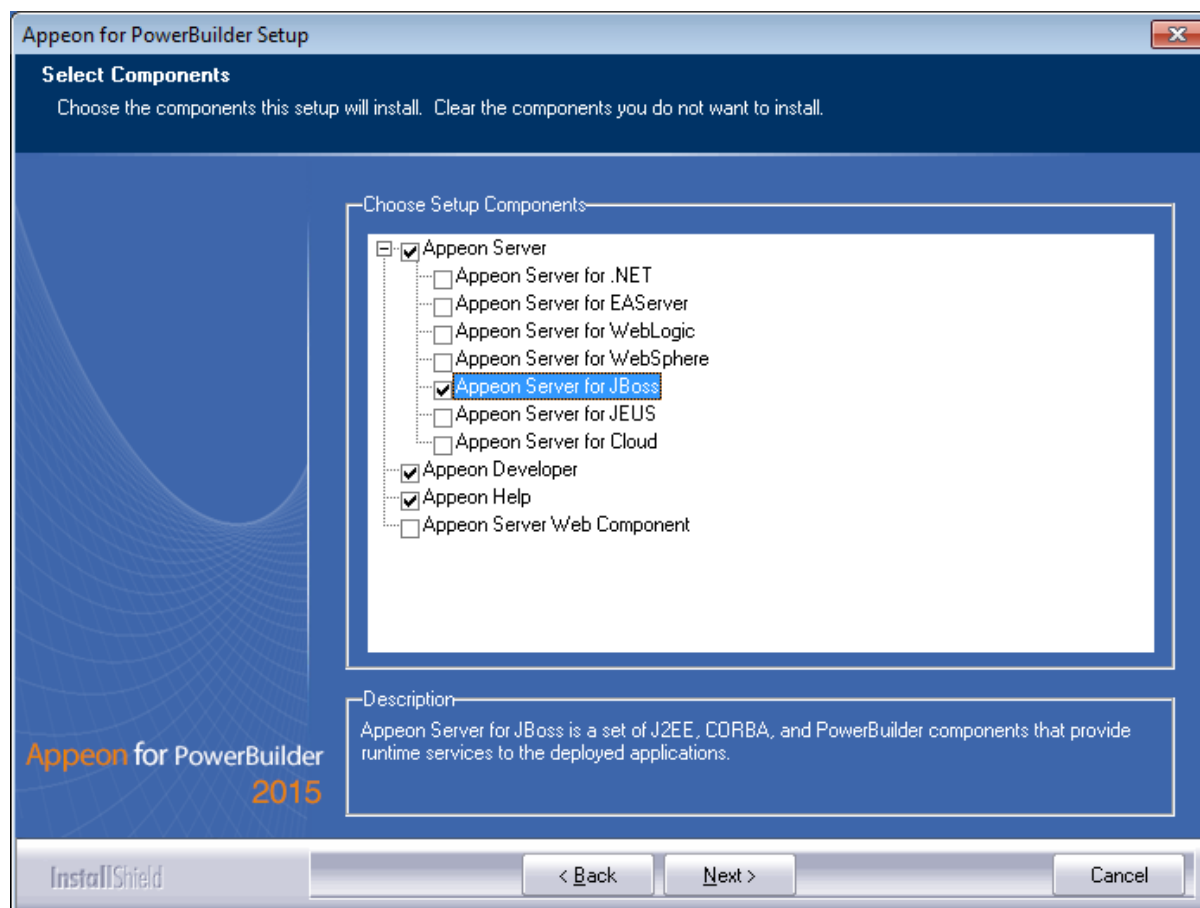 Appeon for PowerBuilder Setup
Select Components
Choose the components this setup will install. Clear the components you do not want to install.
Choose Setup Components
Appeon Server
Appeon Server for .NET
Appeon Server for EAServer
Appeon Server for WebLogic
Appeon Server for WebSphere
Appeon Server for JBoss
Appeon Server for JEUS
Appeon Server for Cloud
Appeon Developer
Appeon Help
Appeon Server Web Component
Description
Appeon Server for JBoss is a set of J2EE, CORBA, and PowerBuilder components that provide
runtime services to the deployed applications.
Appeon for PowerBuilder
2015
InstallShield
< Back
Next >
Cancel